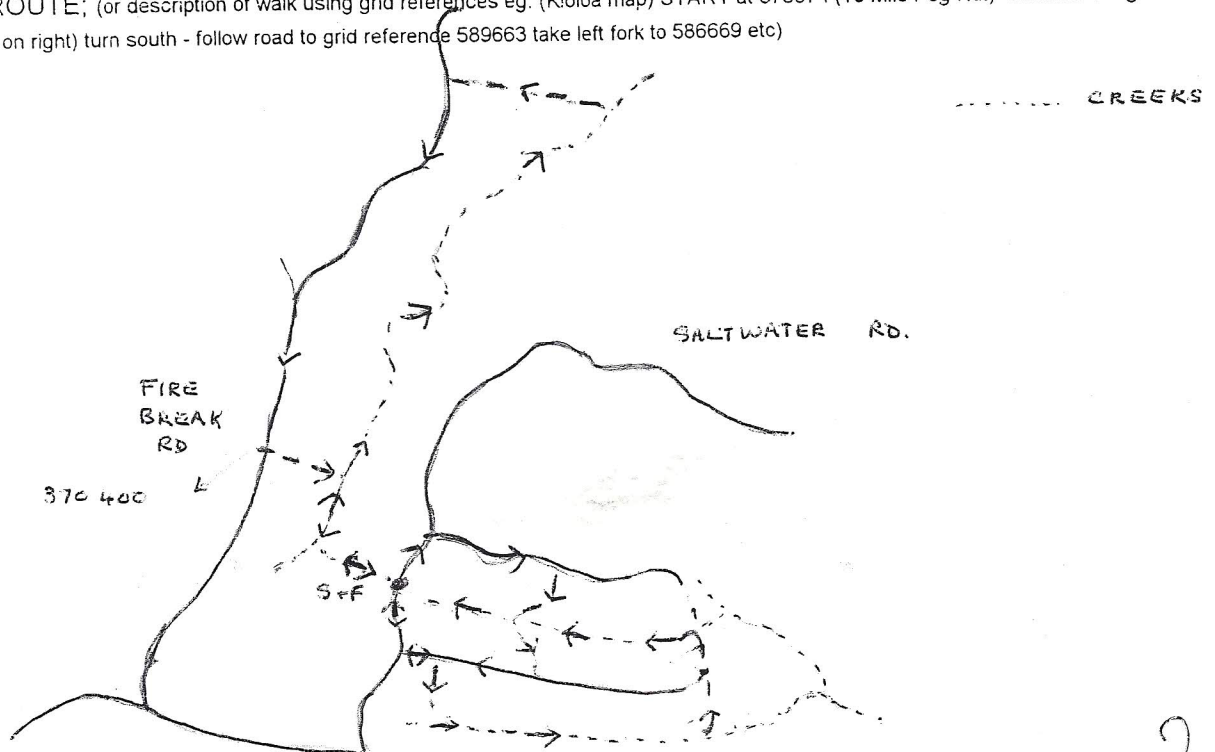 ROUTE; (or description of walk using grid references eg. (Kioloa map) START at
on right) turn south - follow road to grid reference 589663 take left fork to 586669 etc)
CREEKS
SALTWATER RD.
FIRE
BREAK
RD
370 400
S+F
2